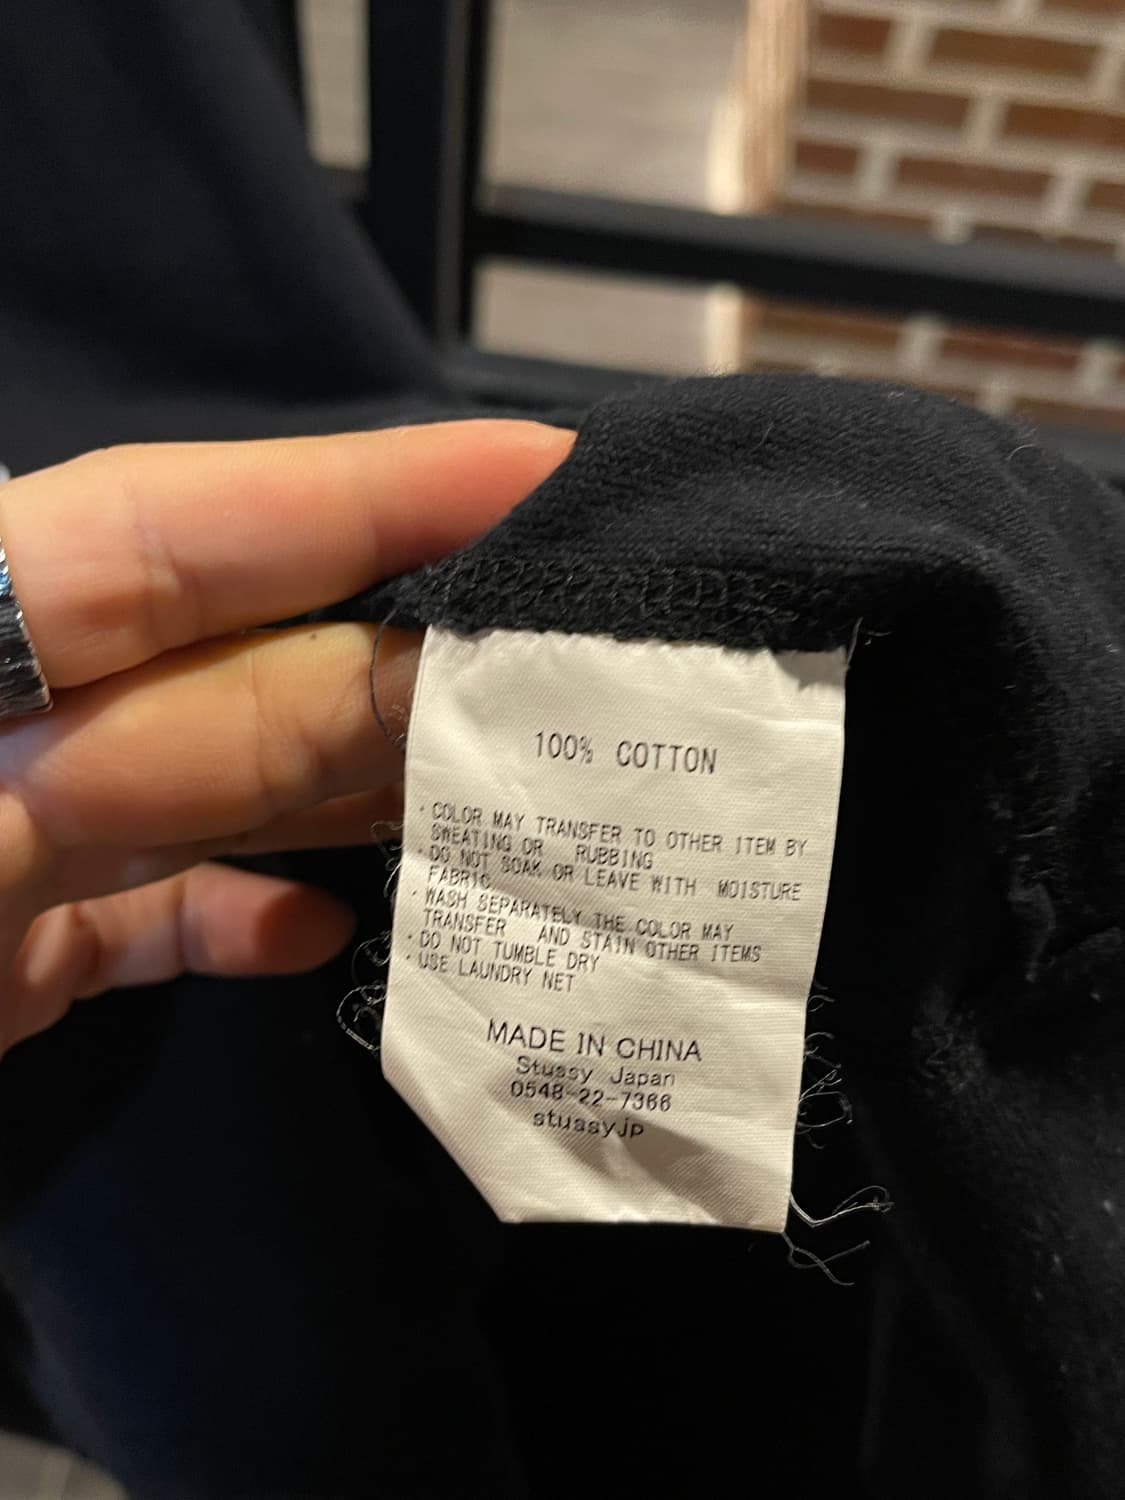 100% COTTON
・COLOR MAY TRANSFER TO OTHER ITEM BY
SWEATING OR RUBBING
・DO NOT SOAK OR LEAVE WITH MOISTURE
FABRIC
・WASH SEPARATELY THE COLOR MAY
TRANSFER AND STAIN OTHER ITEMS
・DO NOT TUMBLE DRY
・USE LAUNDRY NET
MADE IN CHINA
Stussy Japan
0548-22-7366
stussy.jp